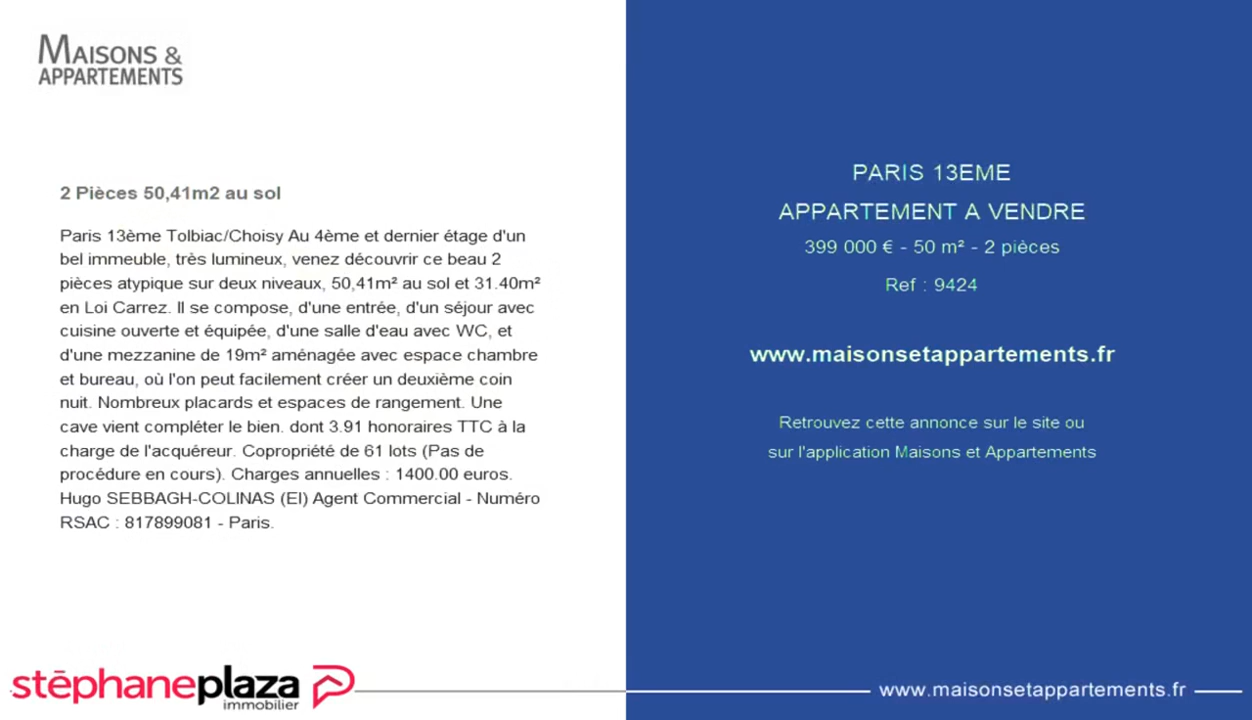 MAISONS &
APPARTEMENTS
2 Pièces 50,41m2 au sol
Paris 13ème Tolbiac/Choisy Au 4ème et dernier étage d'un
bel immeuble, très lumineux, venez découvrir ce beau 2
pièces atypique sur deux niveaux, 50,41m² au sol et 31.40m²
en Loi Carrez. Il se compose, d'une entrée, d'un séjour avec
cuisine ouverte et équipée, d'une salle d'eau avec WC, et
d'une mezzanine de 19m² aménagée avec espace chambre
et bureau, où l'on peut facilement créer un deuxième coin
nuit. Nombreux placards et espaces de rangement. Une
cave vient compléter le bien. dont 3.91 honoraires TTC à la
charge de l'acquéreur. Copropriété de 61 lots (Pas de
procédure en cours). Charges annuelles : 1400.00 euros.
Hugo SEBBAGH-COLINAS (EI) Agent Commercial - Numéro
RSAC : 817899081 - Paris.
PARIS 13EME
APPARTEMENT A VENDRE
399 000 € - 50 m² - 2 pièces
Ref : 9424
www.maisonsetappartements.fr
Retrouvez cette annonce sur le site ou
sur l'application Maisons et Appartements
stéphaneplaza
immobilier
www.maisonsetappartements.fr